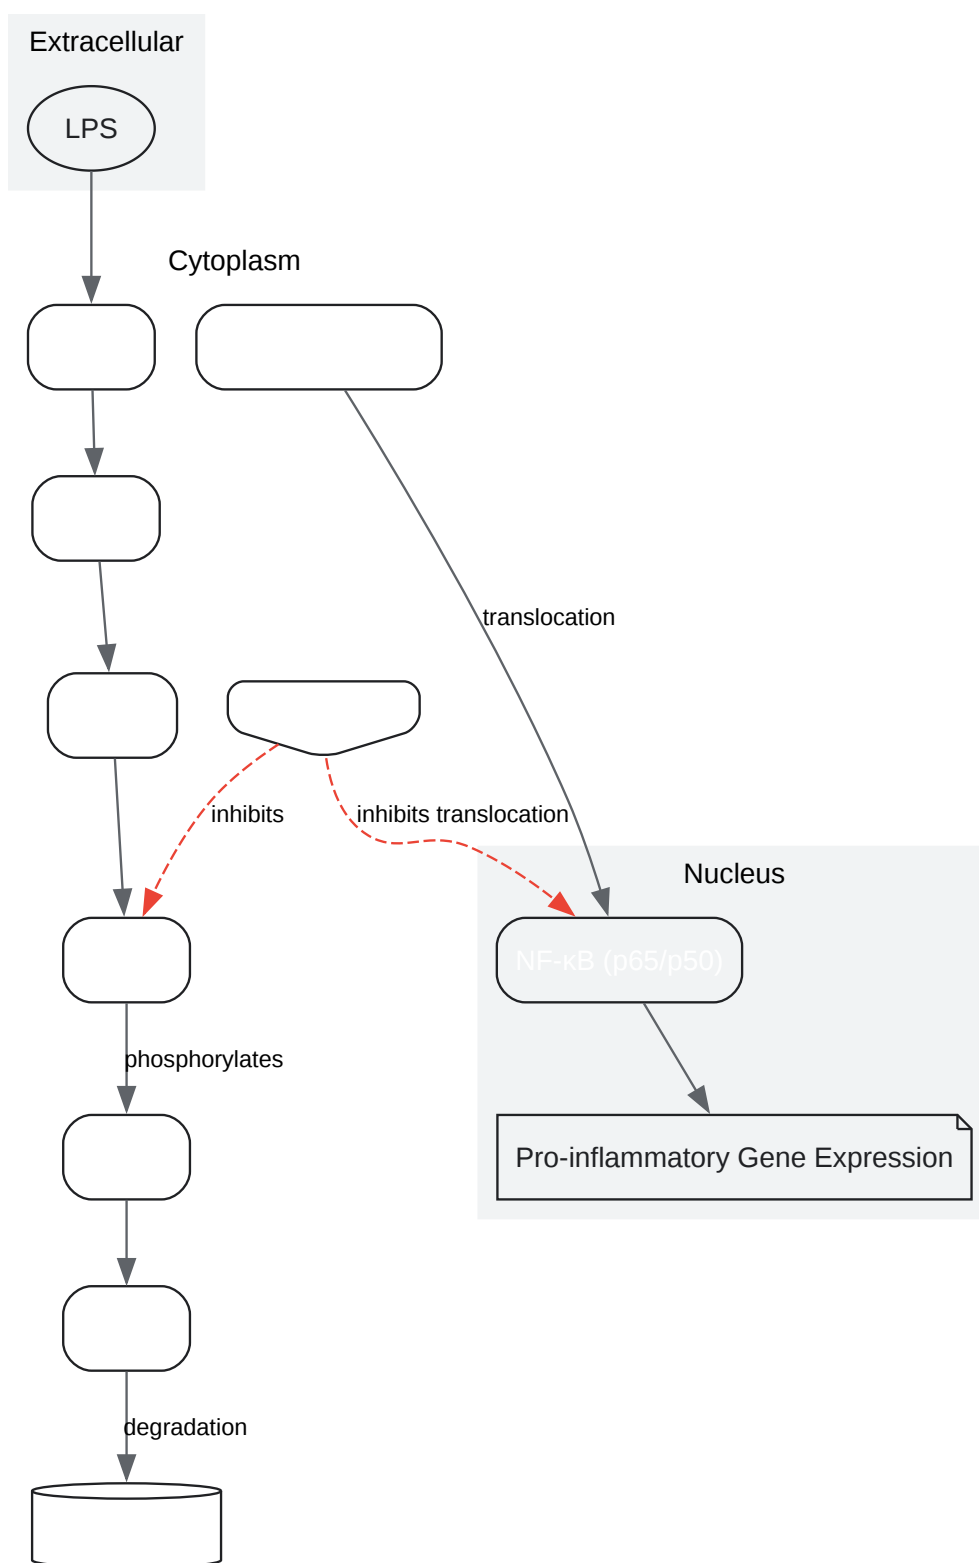 Extracellular
LPS
Cytoplasm
translocation
inhibits
inhibits translocation
Nucleus
NF-κB (p65/p50)
phosphorylates
Pro-inflammatory Gene Expression
degradation